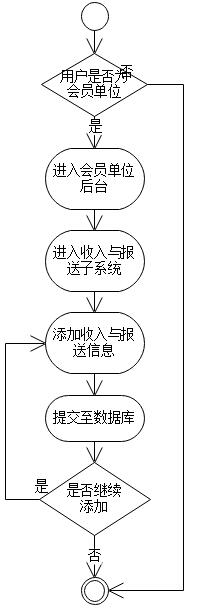 用户是否为
否
会员单位
是
进入会员单位
后台
进入收入与报
送子系统
添加收入与报
送信息
提交至数据库
是
是否继续
添加
否